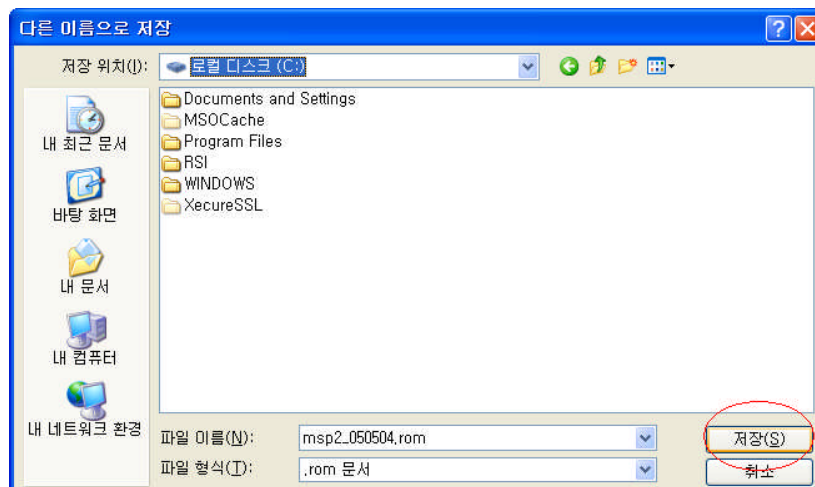 다른 이름으로 저장
저장 위치(I): 로컬 디스크 (C:)
Documents and Settings
MSOCache
Program Files
RSI
WINDOWS
XecureSSL
내 최근 문서
바탕 화면
내 문서
내 컴퓨터
내 네트워크 환경
파일 이름(N): msp2_050504.rom 저장(S)
파일 형식(T): .rom 문서 취소